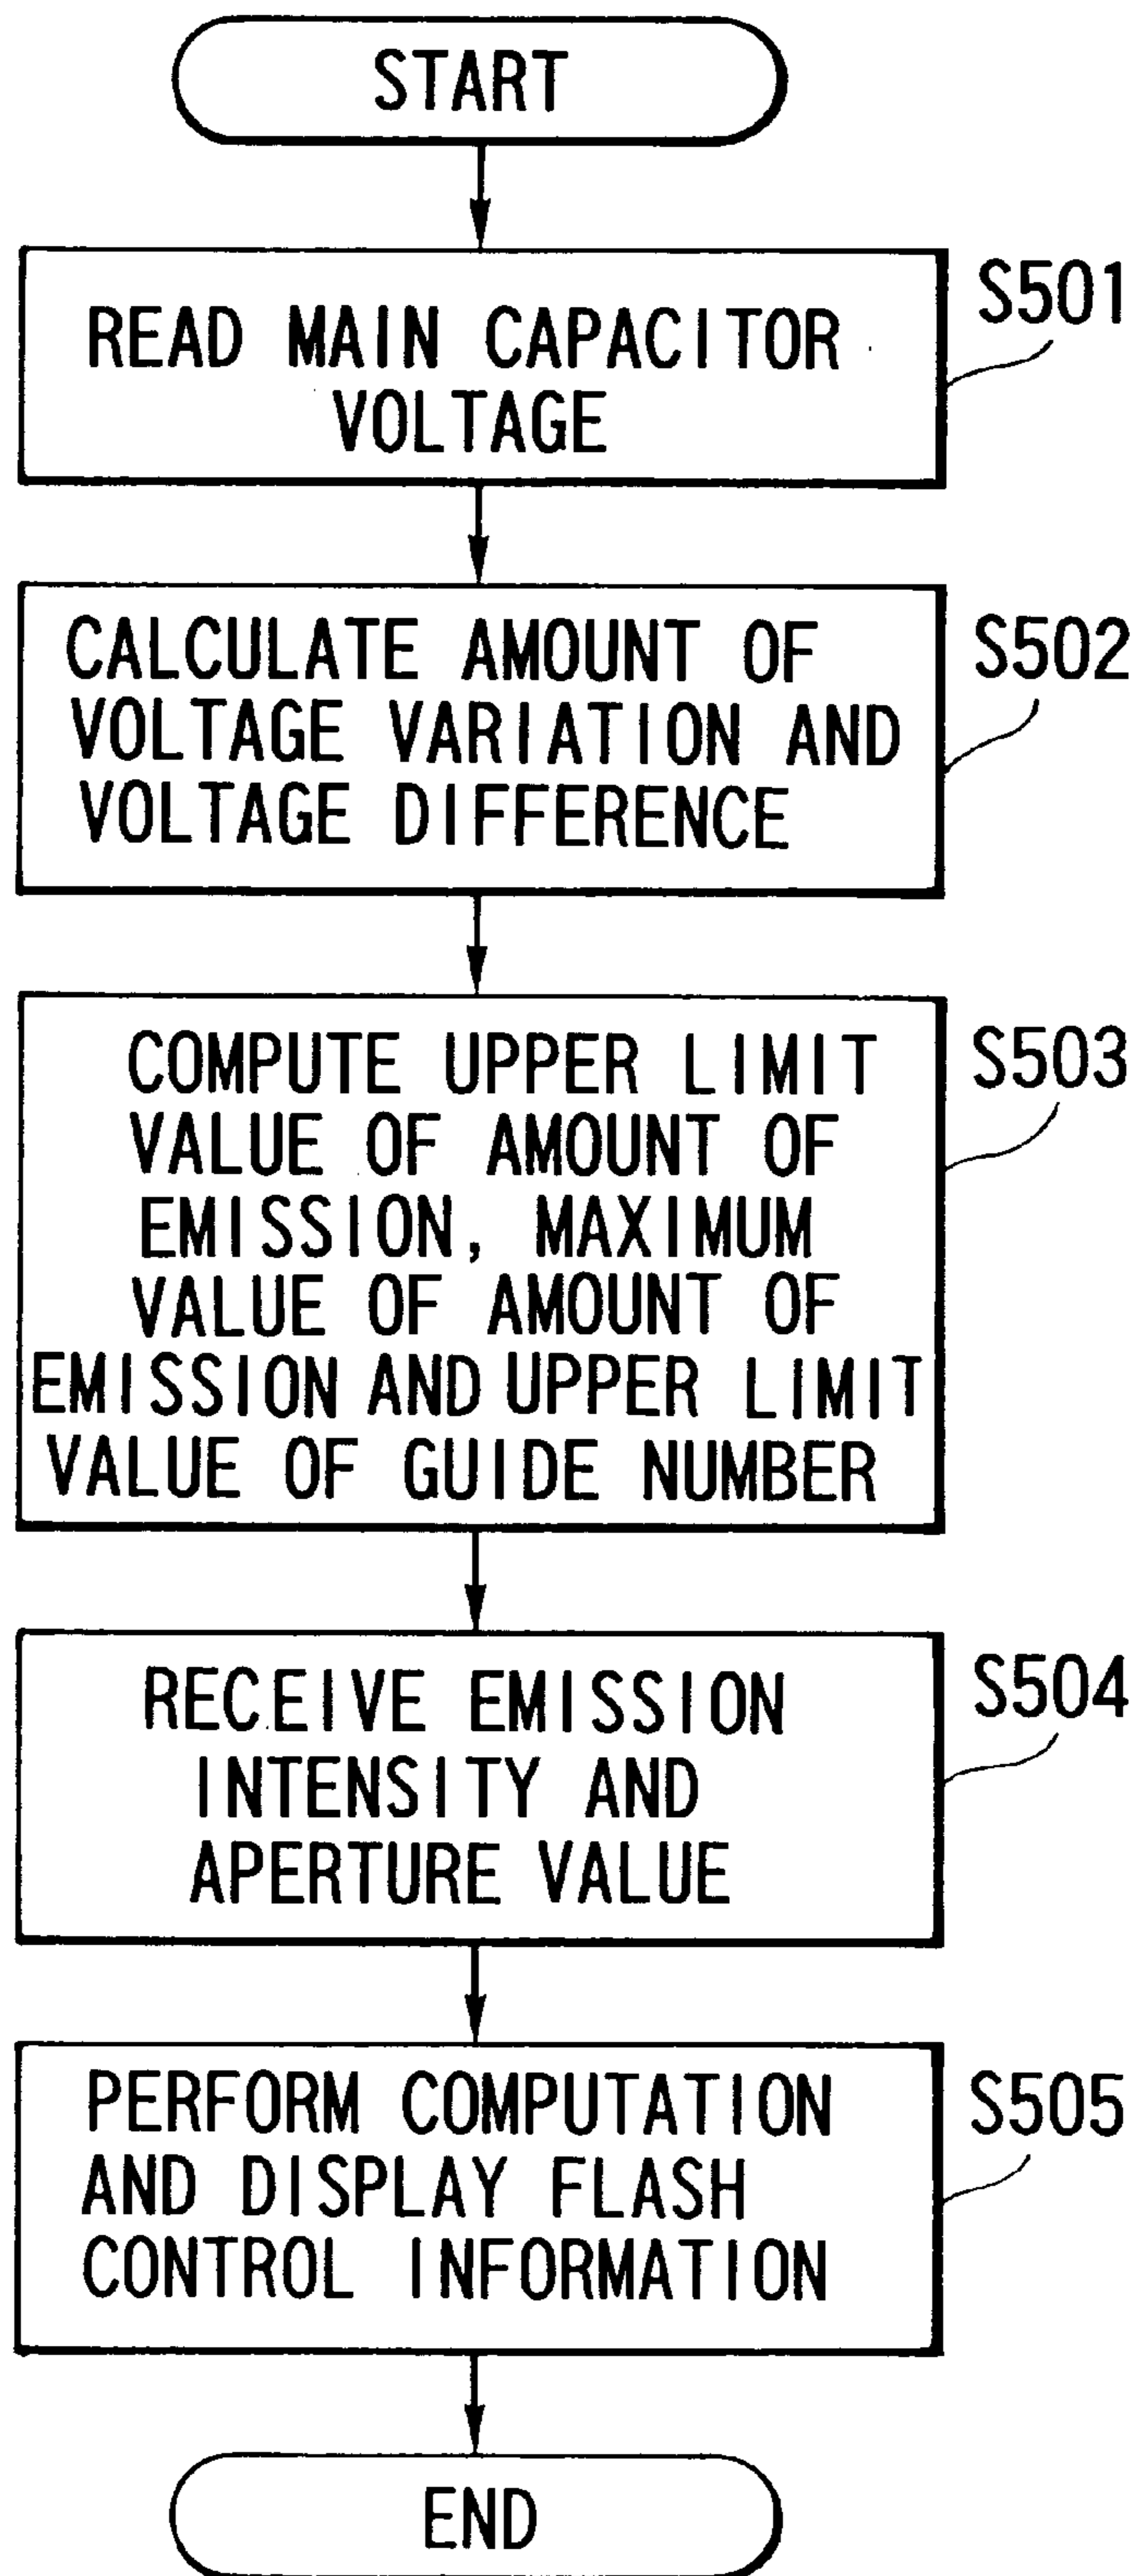 START
READ MAIN CAPACITOR
VOLTAGE
S501
CALCULATE AMOUNT OF
VOLTAGE VARIATION AND
VOLTAGE DIFFERENCE
S502
COMPUTE UPPER LIMIT
VALUE OF AMOUNT OF
EMISSION, MAXIMUM
VALUE OF AMOUNT OF
EMISSION AND UPPER LIMIT
VALUE OF GUIDE NUMBER
S503
RECEIVE EMISSION
INTENSITY AND
APERTURE VALUE
S504
PERFORM COMPUTATION
AND DISPLAY FLASH
CONTROL INFORMATION
S505
END